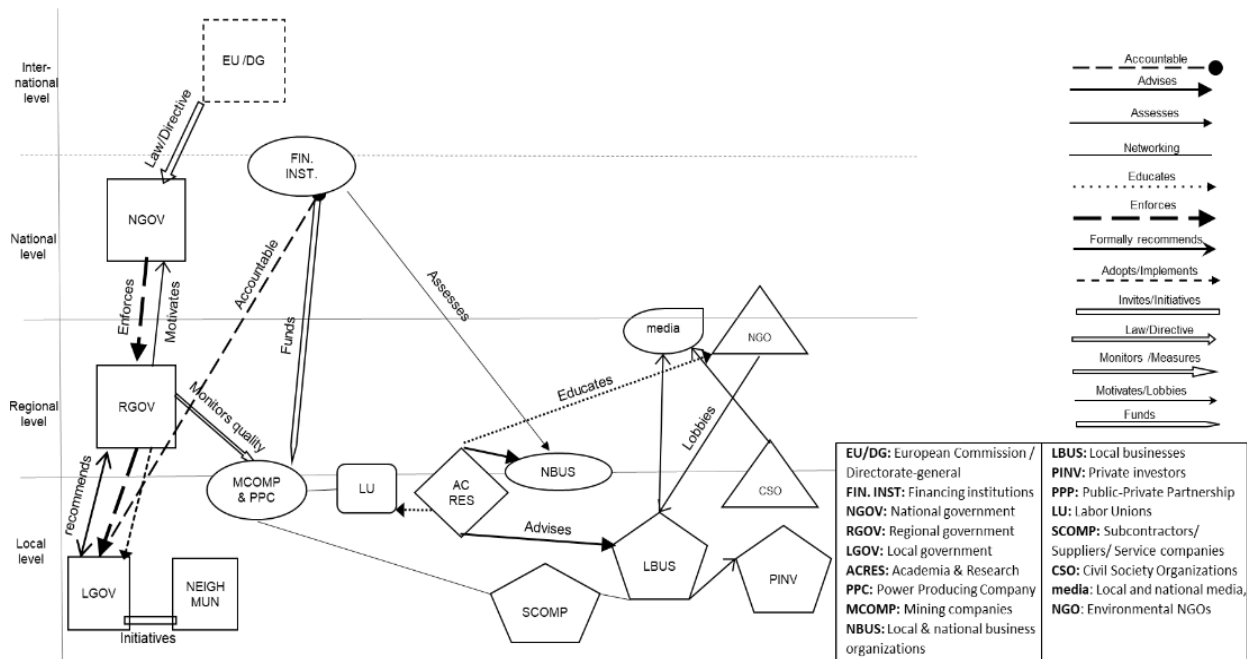 Inter-
national
level
EU /DG
Law/Directive
FIN.
INST.
National
level
NGOV
Enforces
Motivates
Accountable
Funds
Assesses
media
NGO
Regional
level
RGOV
Monitors quality
Educates
Lobbies
recommends
MCOMP
& PPC
LU
AC
RES
NBUS
CSO
Advises
Local
level
LGOV
NEIGH
MUN
Initiatives
SCOMP
LBUS
PINV
Accountable
Advises
Assesses
Networking
Educates
Enforces
Formally recommends
Adopts/Implements
Invites/Initiatives
Law/Directive
Monitors /Measures
Motivates/Lobbies
Funds
EU/DG: European Commission /
Directorate-general
FIN. INST: Financing institutions
NGOV: National government
RGOV: Regional government
LGOV: Local government
ACRES: Academia & Research
PPC: Power Producing Company
MCOMP: Mining companies
NBUS: Local & national business
organizations
LBUS: Local businesses
PINV: Private investors
PPP: Public-Private Partnership
LU: Labor Unions
SCOMP: Subcontractors/
Suppliers/ Service companies
CSO: Civil Society Organizations
media: Local and national media,
NGO: Environmental NGOs